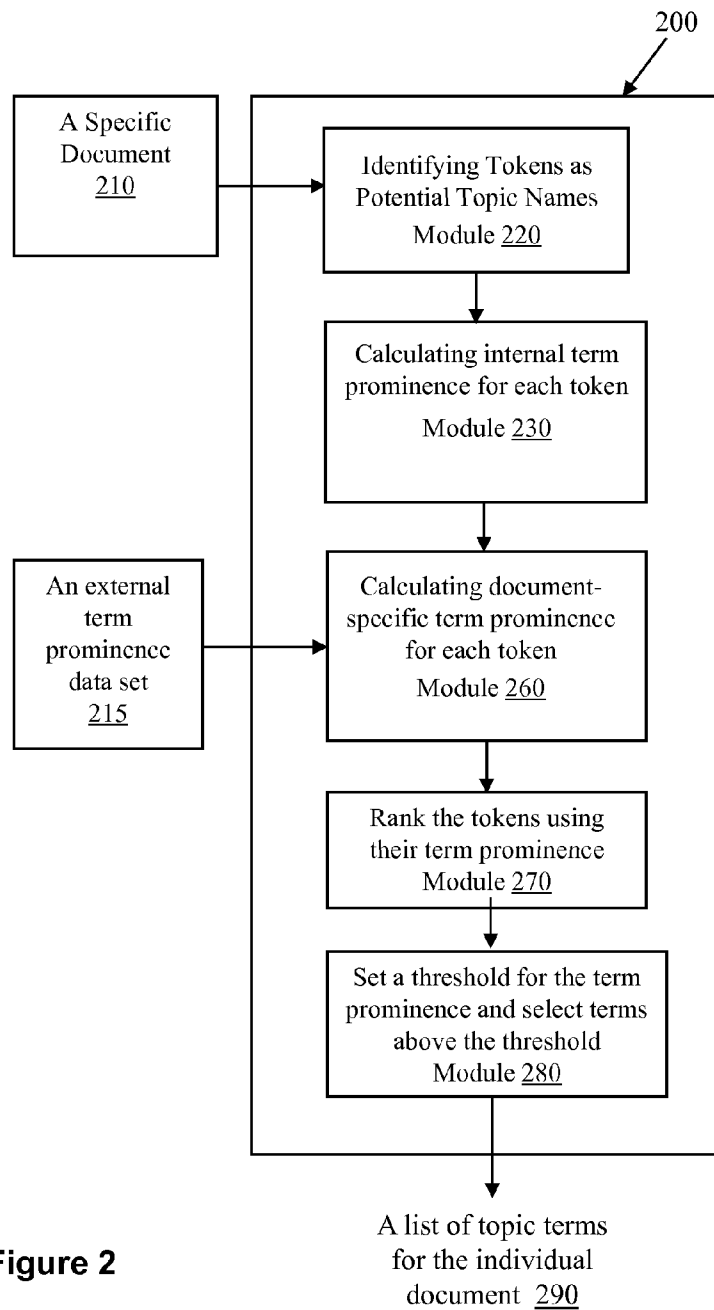 200
A Specific
Document
210
Identifying Tokens as
Potential Topic Names
Module 220
Calculating internal term
prominence for each token
Module 230
An external
term
prominence
data set
215
Calculating document-
specific term prominence
for each token
Module 260
Rank the tokens using
their term prominence
Module 270
Set a threshold for the term
prominence and select terms
above the threshold
Module 280
A list of topic terms
for the individual
document 290
Figure 2